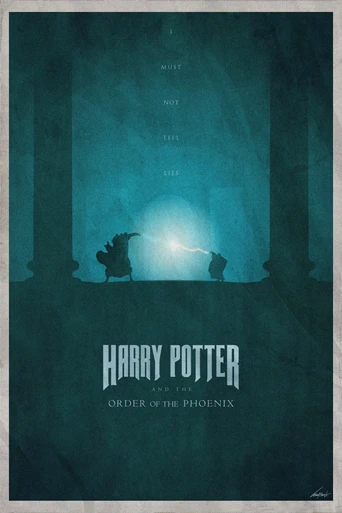 I
MUST
NOT
TELL
LIES
HARRY POTTER
AND THE
ORDER OF THE PHOENIX